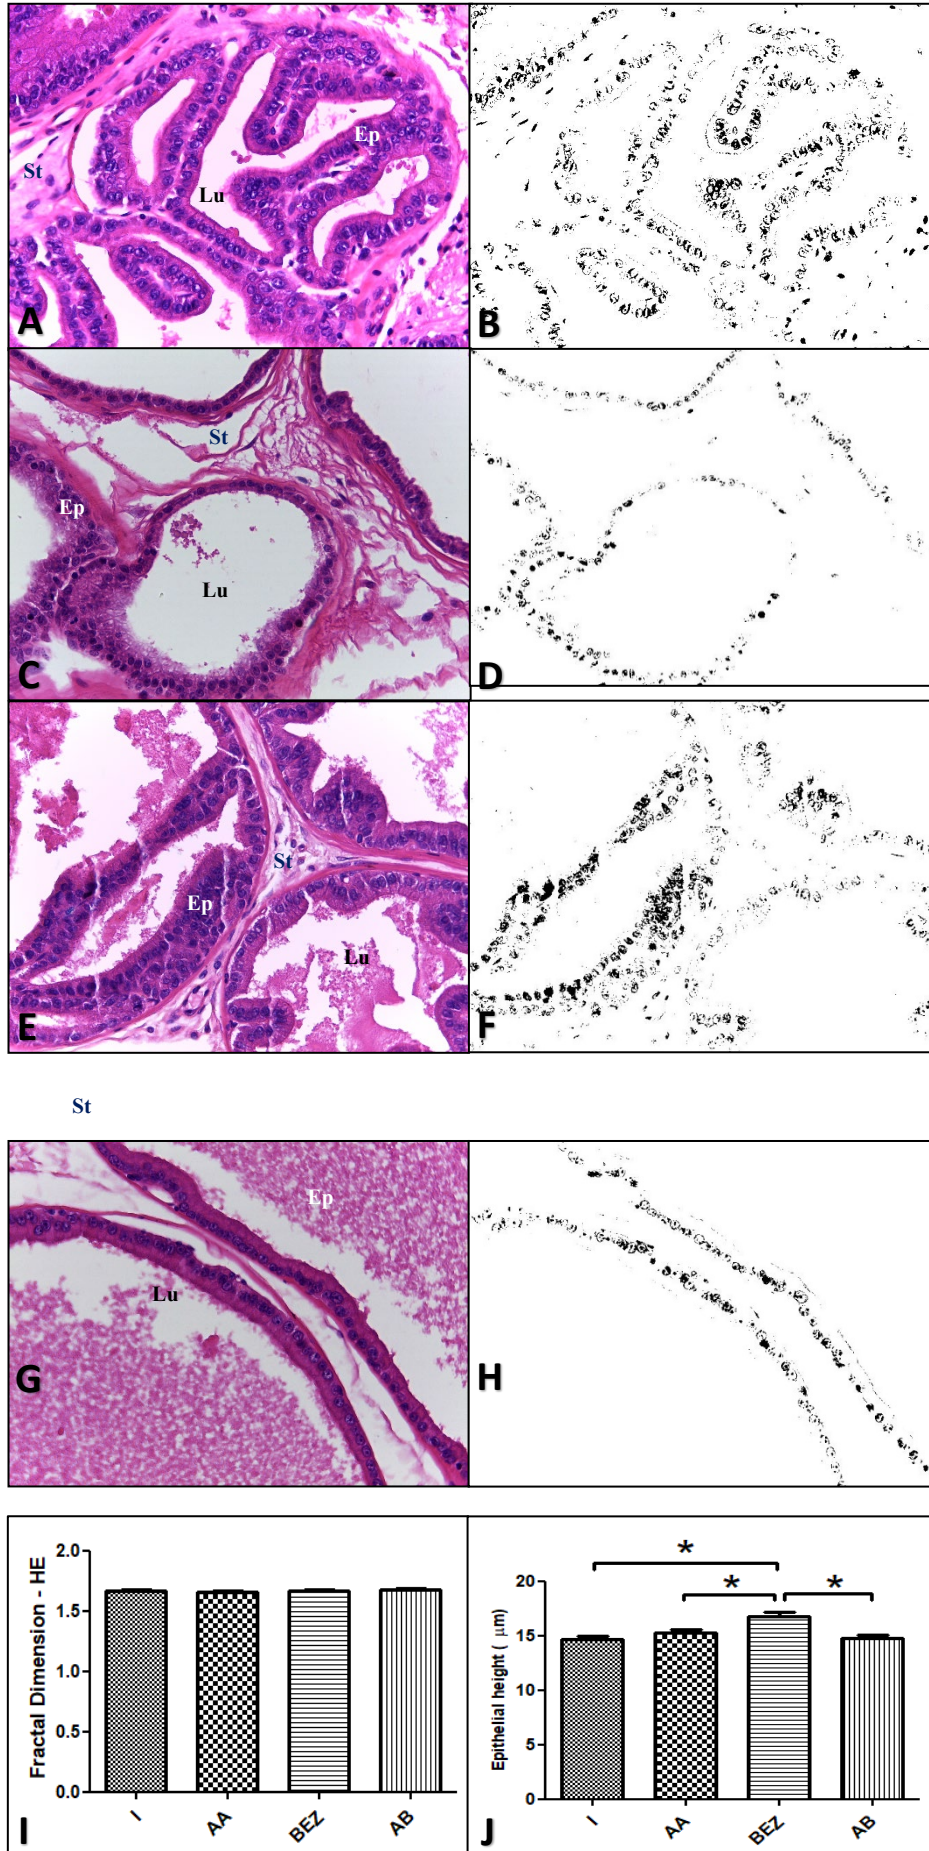 Ep
St
Lu
A
B
St
Ep
Lu
C
D
St
Ep
Lu
E
F
St
Ep
Lu
G
H
2.0
1.5
1.0
0.5
0.0
Fractal Dimension - HE
I
AA
BEZ
AB
I
*
*
*
20
15
10
5
0
Epithelial height ( μm)
I
AA
BEZ
AB
J